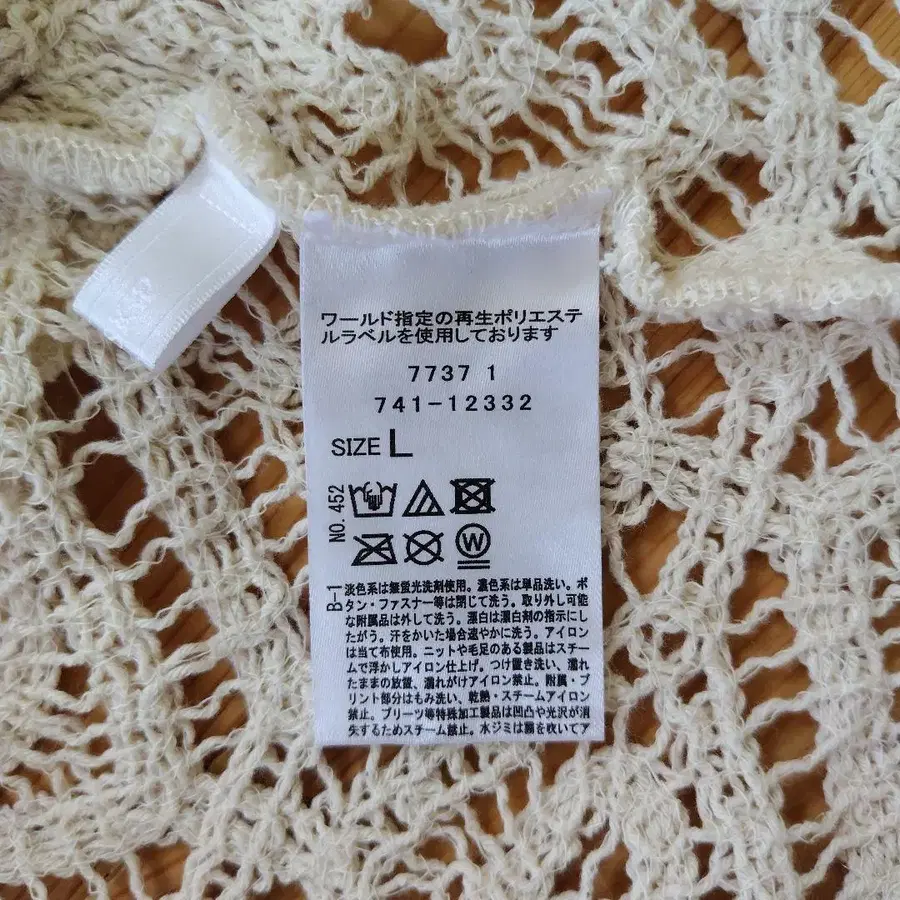 ワールド指定の再生ポリエステ
ルラベルを使用しております
7737 1
741-12332
SIZE L
NO. 452
W
B-1
淡色系は無蛍光洗剤使用。濃色系は単品洗い。ボ
タン・ファスナー等は閉じて洗う。取り外し可能
な附属品は外して洗う。漂白は漂白剤の指示にし
たがう。汗をかいた場合速やかに洗う。アイロン
は当て布使用。ニットや毛足のある製品はスチー
ムで浮かしアイロン仕上げ。つけ置き洗い、濡れ
たままの放置、濡れがけアイロン禁止。附属・プ
リント部分はもみ洗い、乾熱・スチームアイロン
禁止。プリーツ等特殊加工製品は凹凸や光沢が消
失するためスチーム禁止。水ジミは霧を吹いてア